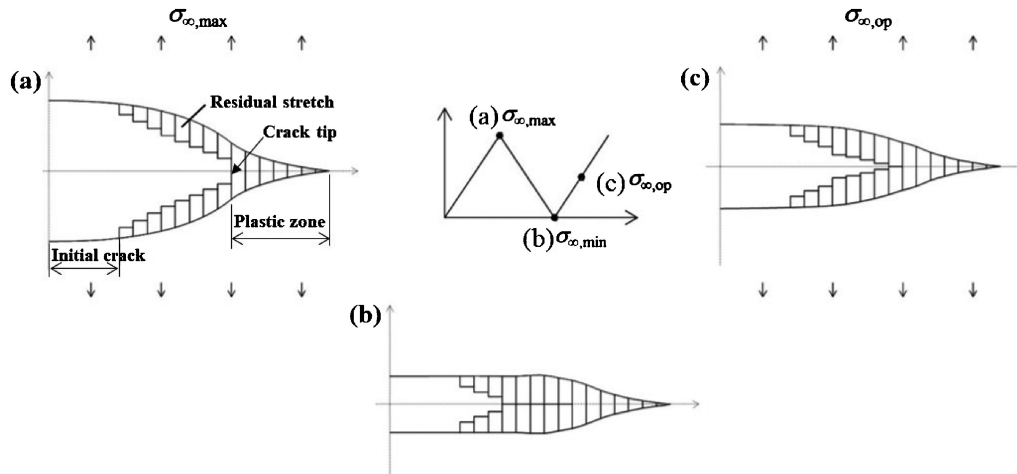 (a)
σ∞,max
Residual stretch
Crack tip
Plastic zone
Initial crack
(a) σ∞,max
(c) σ∞,op
(b) σ∞,min
(c)
σ∞,op
(b)